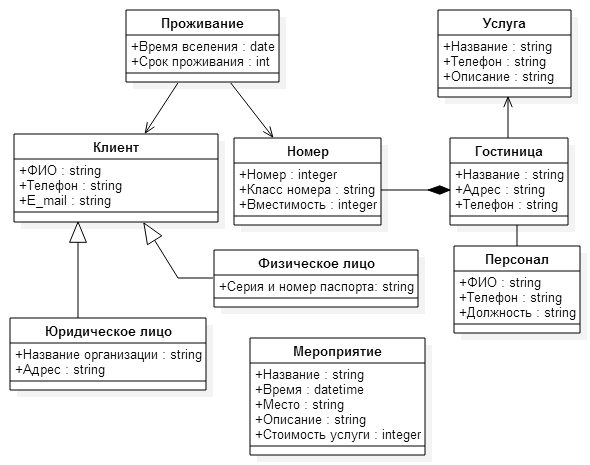 Проживание
+Время вселения : date
+Срок проживания : int
Услуга
+Название : string
+Телефон : string
+Описание : string
Клиент
+ФИО : string
+Телефон : string
+E_mail : string
Номер
+Номер : integer
+Класс номера : string
+Вместимость : integer
Гостиница
+Название : string
+Адрес : string
+Телефон : string
Физическое лицо
+Серия и номер паспорта: string
Персонал
+ФИО : string
+Телефон : string
+Должность : string
Юридическое лицо
+Название организации : string
+Адрес : string
Мероприятие
+Название : string
+Время : datetime
+Место : string
+Описание : string
+Стоимость услуги : integer